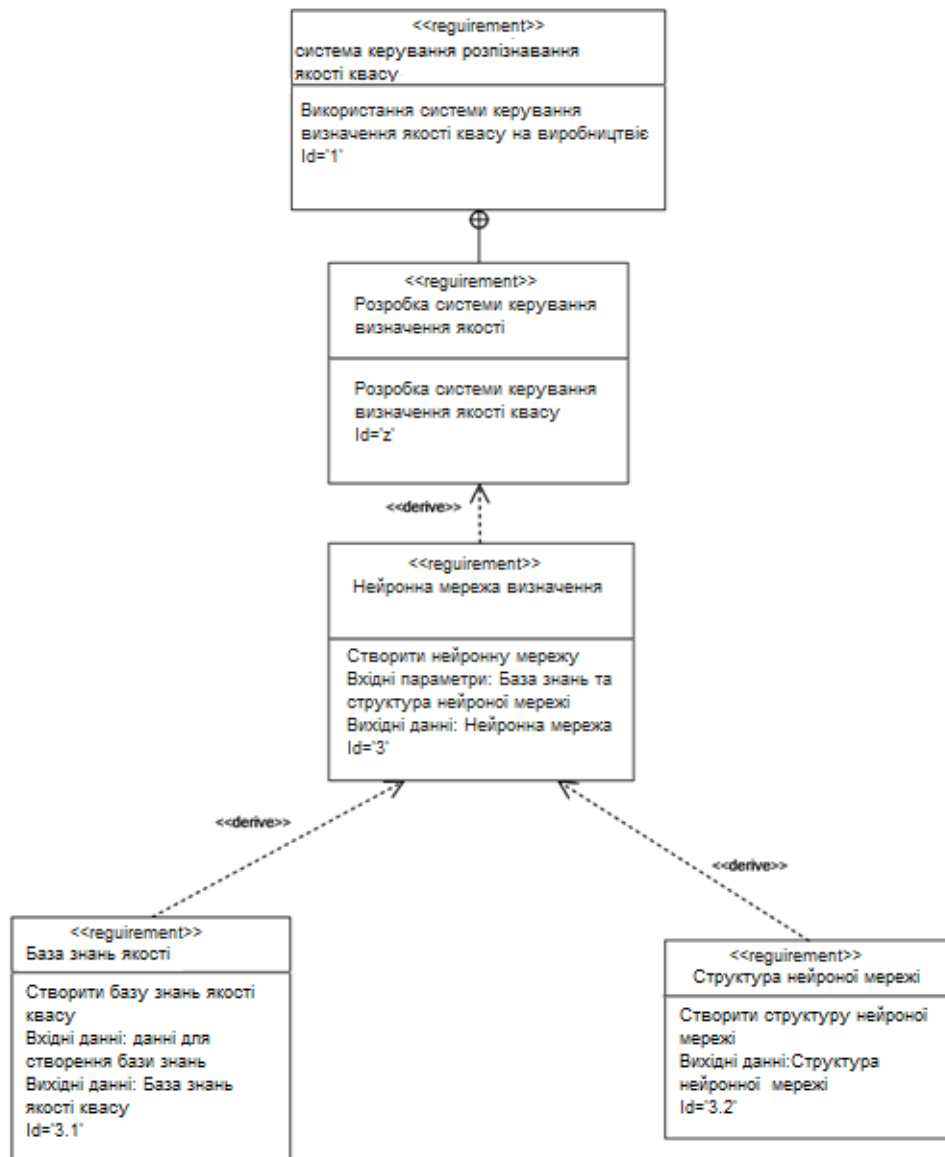 <<reguirement>>
система керування розпізнавання
якості квасу
Використання системи керування
визначення якості квасу на виробництвіє
Id='1'
<<reguirement>>
Розробка системи керування
визначення якості
Розробка системи керування
визначення якості квасу
Id='z'
<<derive>>
<<reguirement>>
Нейронна мережа визначення
Створити нейронну мережу
Вхідні параметри: База знань та
структура нейроної мережі
Вихідні данні: Нейронна мережа
Id='3'
<<derive>>
<<derive>>
<<reguirement>>
База знань якості
Створити базу знань якості
квасу
Вхідні данні: данні для
створення бази знань
Вихідні данні: База знань
якості квасу
Id='3.1'
<<reguirement>>
Структура нейроної мережі
Створити структуру нейроної
мережі
Вихідні данні:Структура
нейронної мережі
Id='3.2'